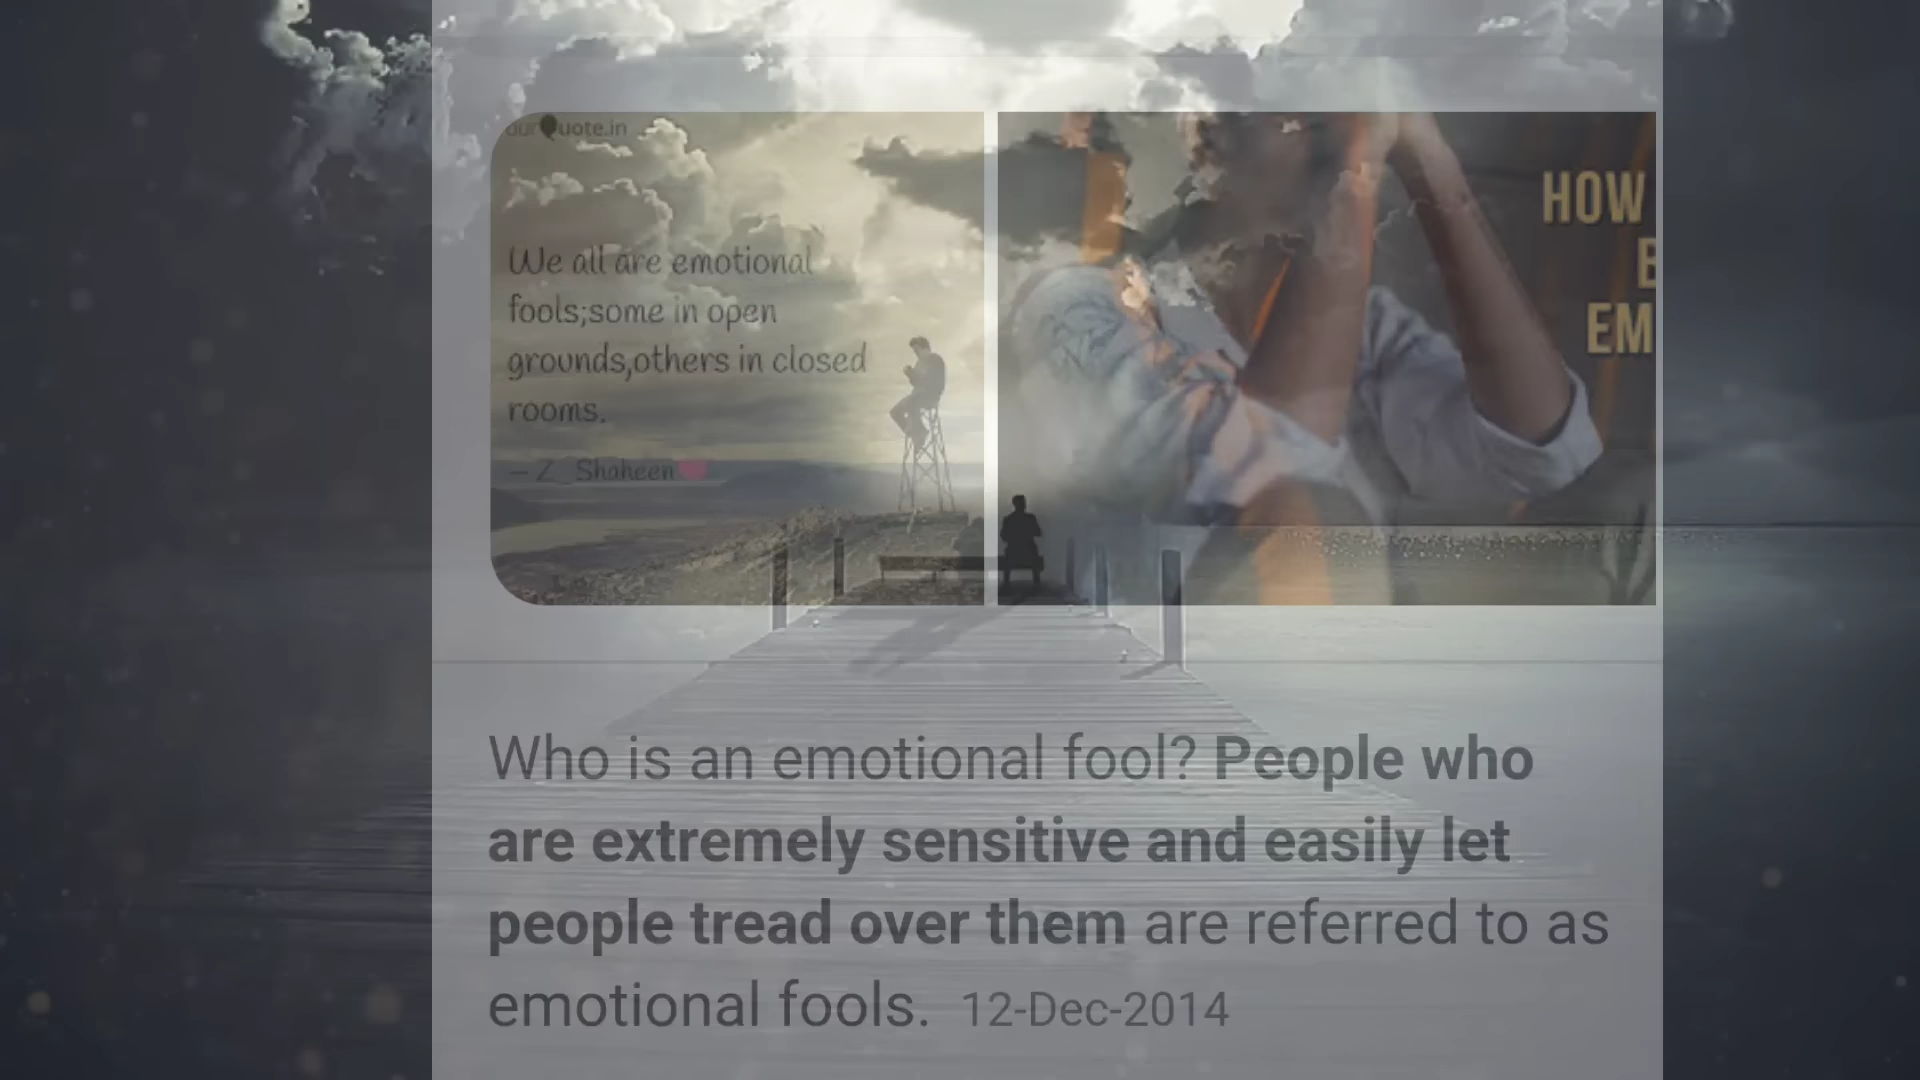 ourQuote.in
We all are emotional
fools;some in open
grounds,others in closed
rooms.
— Z_Shaheen
HOW
B
EM
Who is an emotional fool? People who
are extremely sensitive and easily let
people tread over them are referred to as
emotional fools. 12-Dec-2014